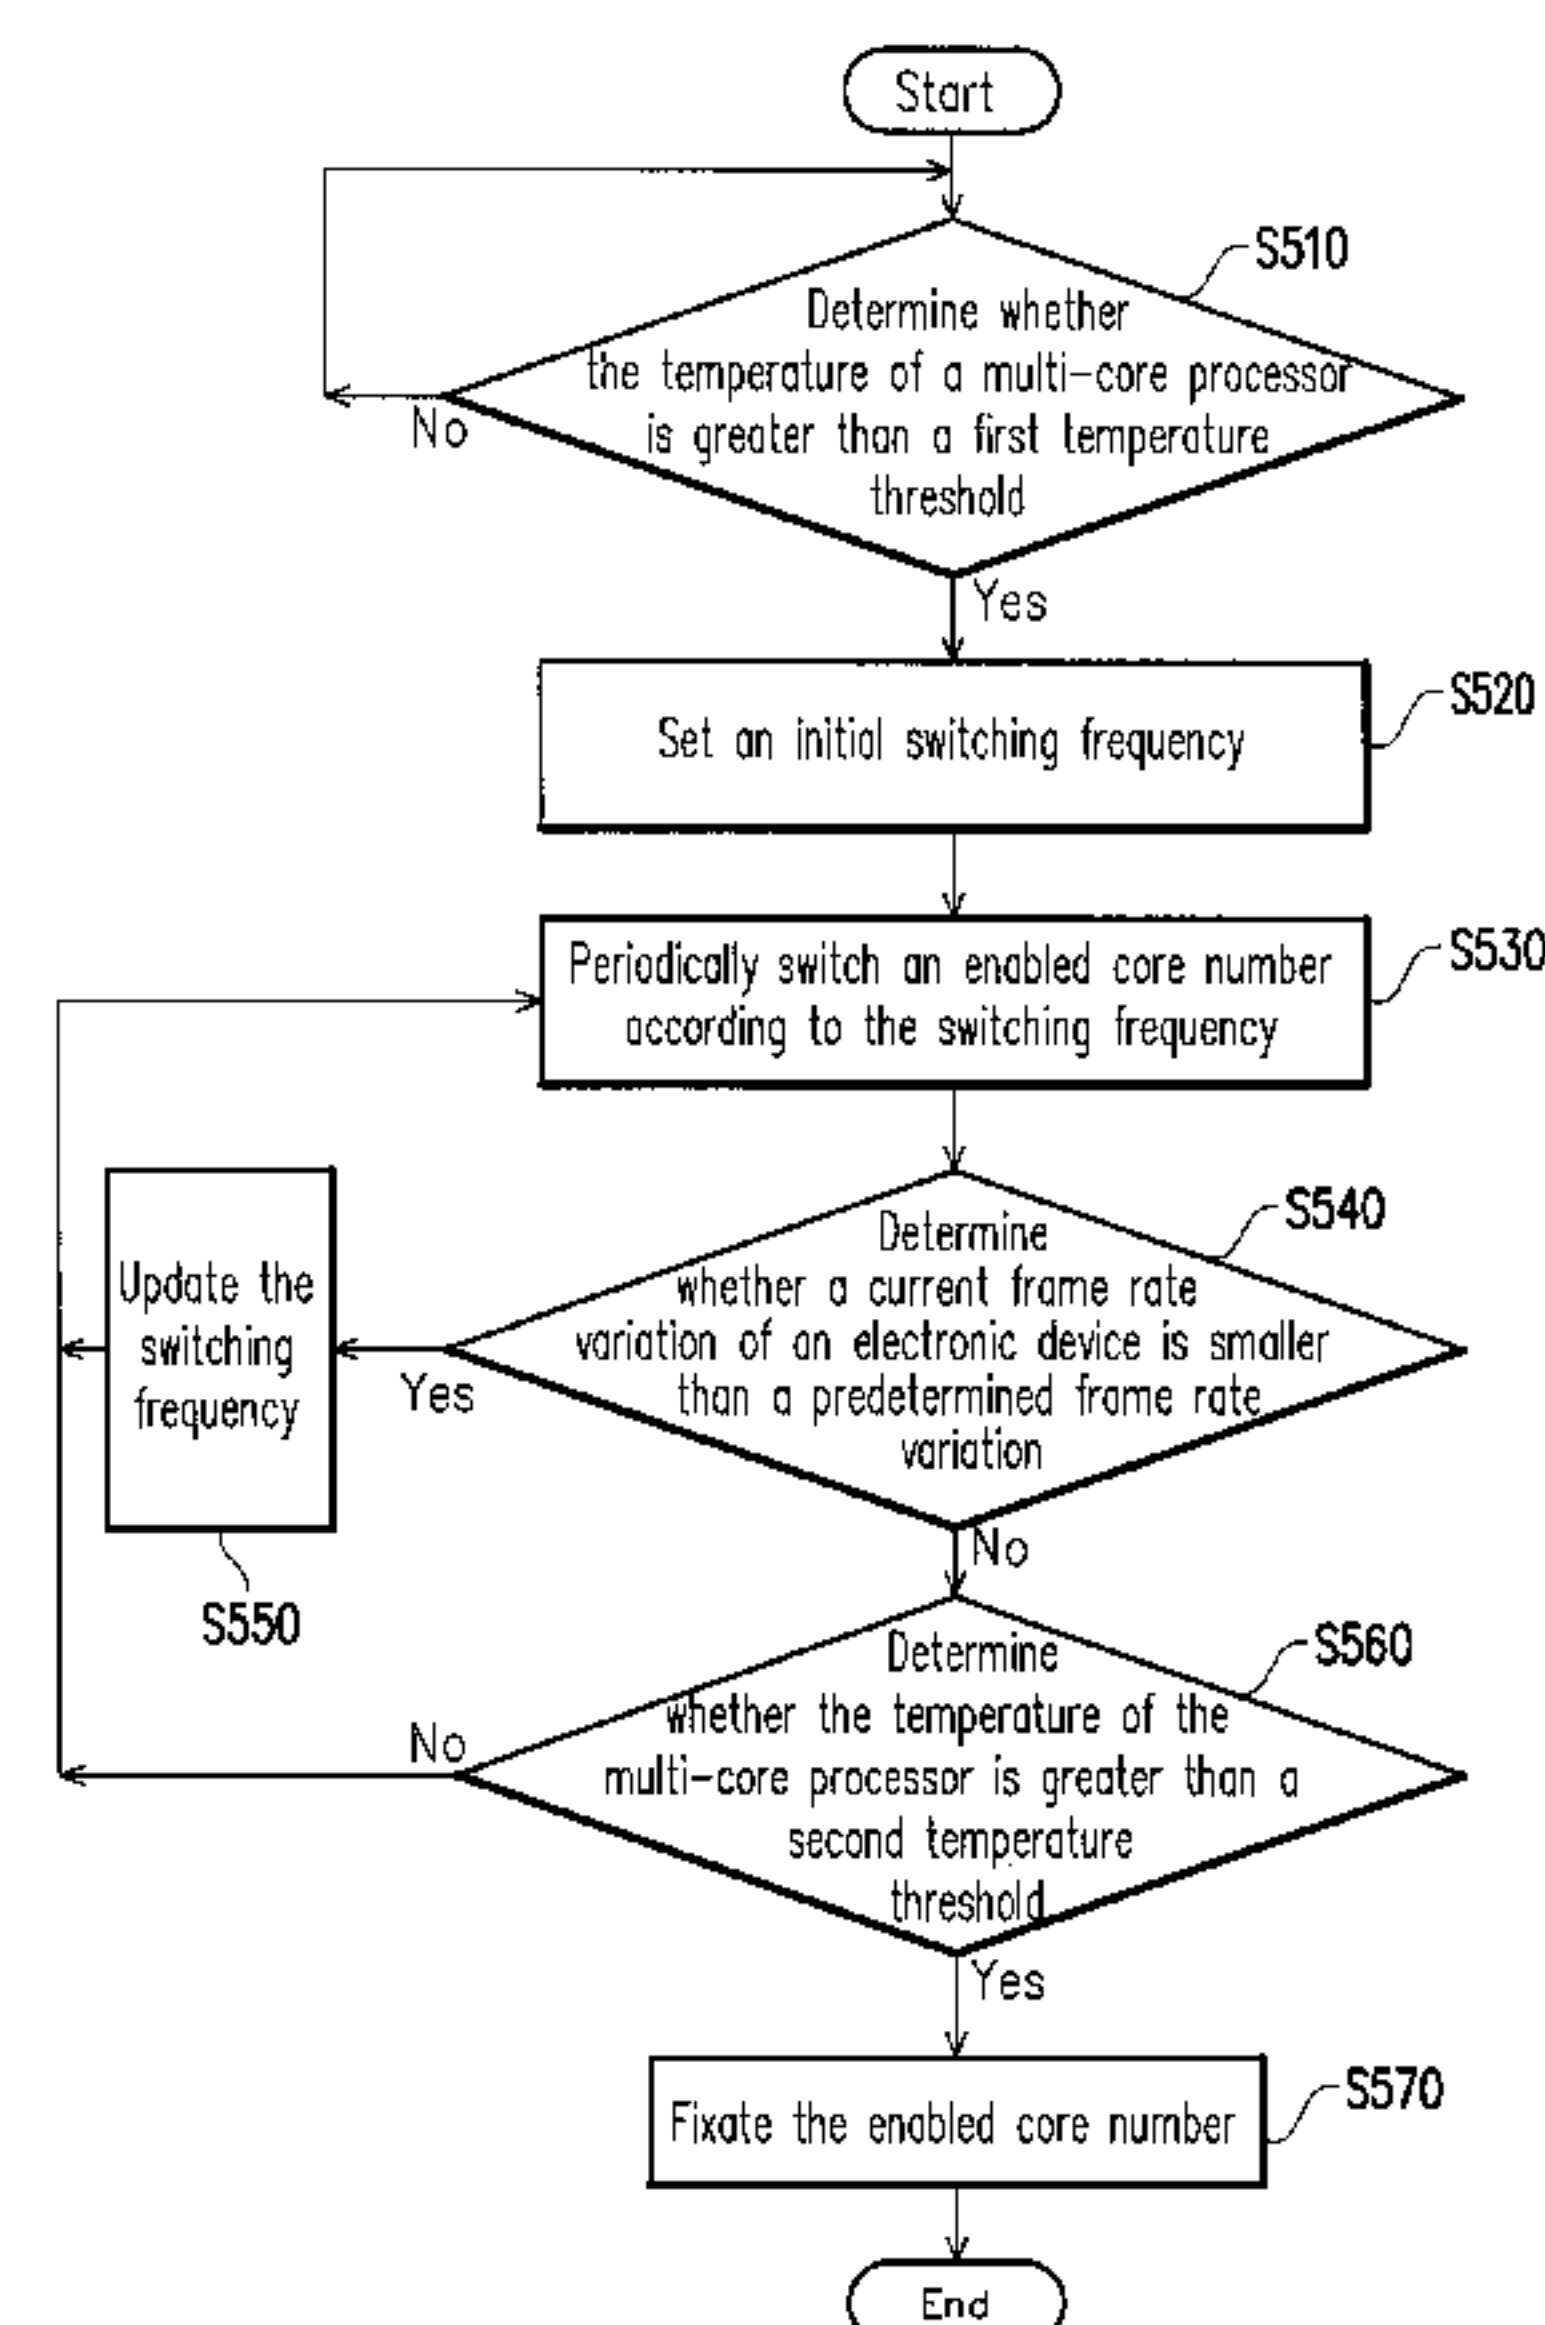 Start
S510
Determine whether
the temperature of a multi-core processor
is greater than a first temperature
threshold
No
Yes
S520
Set an initial switching frequency
S530
Periodically switch an enabled core number
according to the switching frequency
S540
Determine
whether a current frame rate
variation of an electronic device is smaller
than a predetermined frame rate
variation
Yes
Update the
switching
frequency
S550
No
S560
Determine
whether the temperature of the
multi-core processor is greater than a
second temperature
threshold
No
Yes
S570
Fixate the enabled core number
End